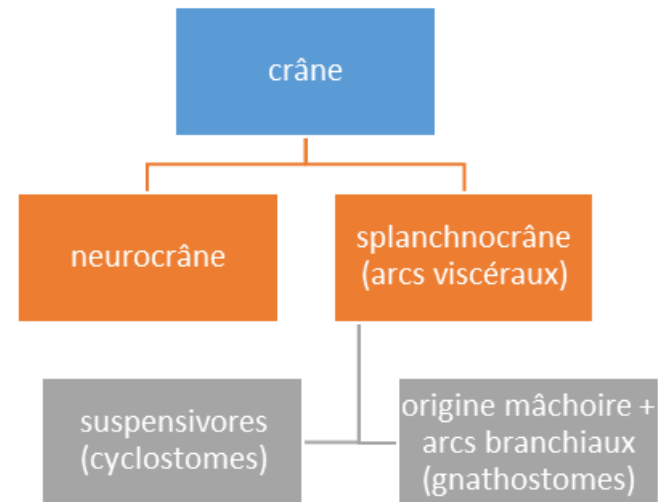 crâne
neurocrâne
splanchnocrâne
(arcs viscéraux)
suspensivores
(cyclostomes)
origine mâchoire +
arcs branchiaux
(gnathostomes)